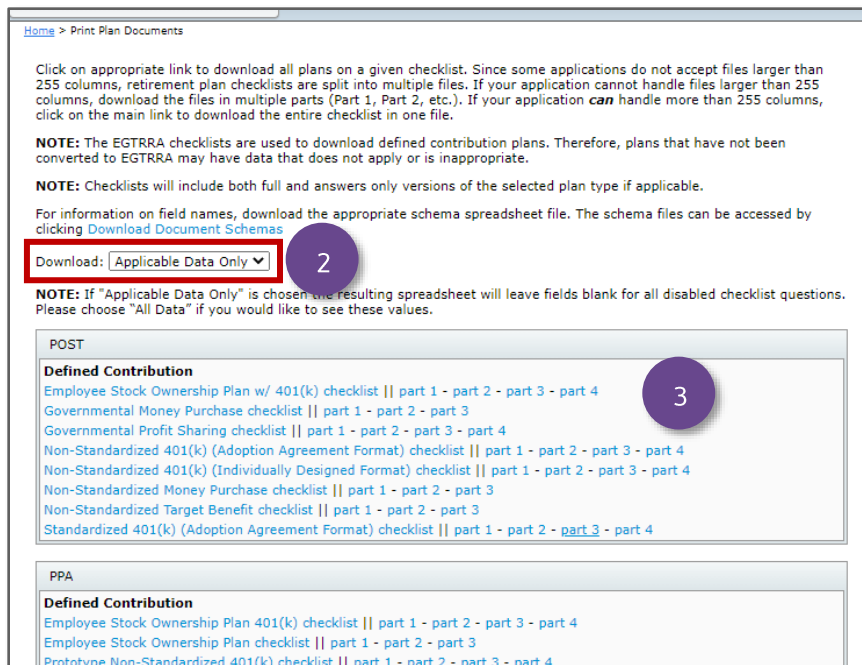 Home > Print Plan Documents
Click on appropriate link to download all plans on a given checklist. Since some applications do not accept files larger than
255 columns, retirement plan checklists are split into multiple files. If your application cannot handle files larger than 255
columns, download the files in multiple parts (Part 1, Part 2, etc.). If your application can handle more than 255 columns,
click on the main link to download the entire checklist in one file.
NOTE: The EGTRRA checklists are used to download defined contribution plans. Therefore, plans that have not been
converted to EGTRRA may have data that does not apply or is inappropriate.
NOTE: Checklists will include both full and answers only versions of the selected plan type if applicable.
For information on field names, download the appropriate schema spreadsheet file. The schema files can be accessed by
clicking Download Document Schemas
Download: Applicable Data Only
2
NOTE: If "Applicable Data Only" is chosen the resulting spreadsheet will leave fields blank for all disabled checklist questions.
Please choose “All Data” if you would like to see these values.
POST
Defined Contribution
Employee Stock Ownership Plan w/ 401(k) checklist || part 1 - part 2 - part 3 - part 4
3
Governmental Money Purchase checklist || part 1 - part 2 - part 3
Governmental Profit Sharing checklist || part 1 - part 2 - part 3 - part 4
Non-Standardized 401(k) (Adoption Agreement Format) checklist || part 1 - part 2 - part 3 - part 4
Non-Standardized 401(k) (Individually Designed Format) checklist || part 1 - part 2 - part 3 - part 4
Non-Standardized Money Purchase checklist || part 1 - part 2 - part 3
Non-Standardized Target Benefit checklist || part 1 - part 2 - part 3
Standardized 401(k) (Adoption Agreement Format) checklist || part 1 - part 2 - part 3 - part 4
PPA
Defined Contribution
Employee Stock Ownership Plan 401(k) checklist || part 1 - part 2 - part 3 - part 4
Employee Stock Ownership Plan checklist || part 1 - part 2 - part 3
Prototype Non-Standardized 401(k) checklist || part 1 - part 2 - part 3 - part 4